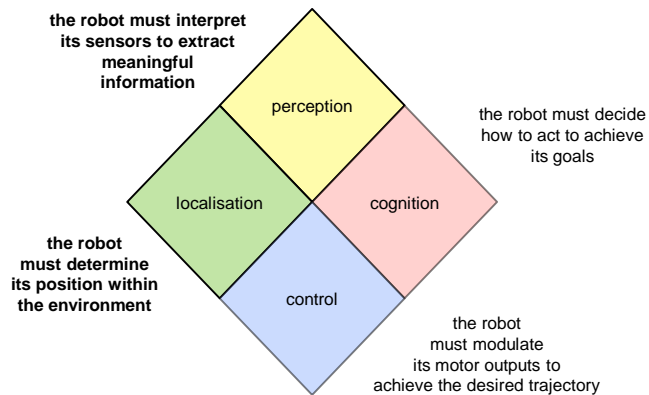 the robot must interpret
its sensors to extract
meaningful
information
perception
the robot must decide
how to act to achieve
its goals
localisation
cognition
the robot
must determine
its position within
the environment
control
the robot
must modulate
its motor outputs to
achieve the desired trajectory